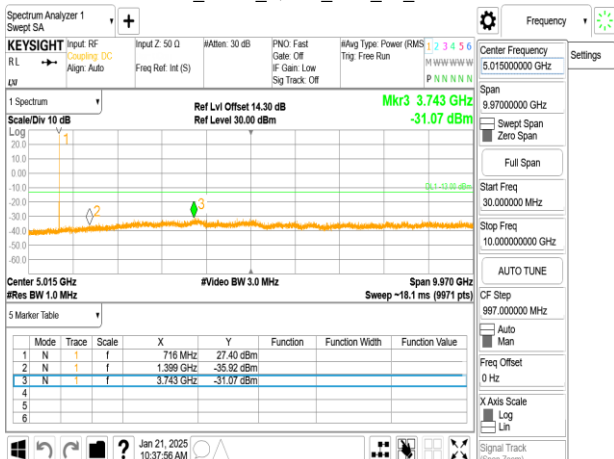 Spectrum Analyzer 1
Swept SA
+
Frequency
KEYSIGHT
RL
Input: RF
Coupling: DC
Align: Auto
Input Z: 50 Ω
Freq Ref: Int (S)
#Atten: 30 dB
PNO: Fast
Gate: Off
IF Gain: Low
Sig Track: Off
#Avg Type: Power (RMS
Trig: Free Run
1 2 3 4 5 6
M W W W W W
P N N N N N
Center Frequency
5.015000000 GHz
Settings
1 Spectrum
Scale/Div 10 dB
Ref Lvl Offset 14.30 dB
Ref Level 30.00 dBm
Mkr3 3.743 GHz
-31.07 dBm
Span
9.97000000 GHz
Swept Span
Zero Span
Full Span
Log
20.0
10.0
0.00
-10.0
-20.0
-30.0
-40.0
-50.0
-60.0
1
2
3
DL1 -13.00 dBm
Start Freq
30.000000 MHz
Stop Freq
10.000000000 GHz
AUTO TUNE
Center 5.015 GHz
#Res BW 1.0 MHz
#Video BW 3.0 MHz
Span 9.970 GHz
Sweep ~18.1 ms (9971 pts)
CF Step
997.000000 MHz
Auto
Man
5 Marker Table
Mode Trace Scale X Y Function Function Width Function Value
1 N 1 f 716 MHz 27.40 dBm
2 N 1 f 1.399 GHz -35.92 dBm
3 N 1 f 3.743 GHz -31.07 dBm
4
5
6
Freq Offset
0 Hz
X Axis Scale
Log
Lin
Signal Track
(Span Zoom)
?
Jan 21, 2025
10:37:56 AM